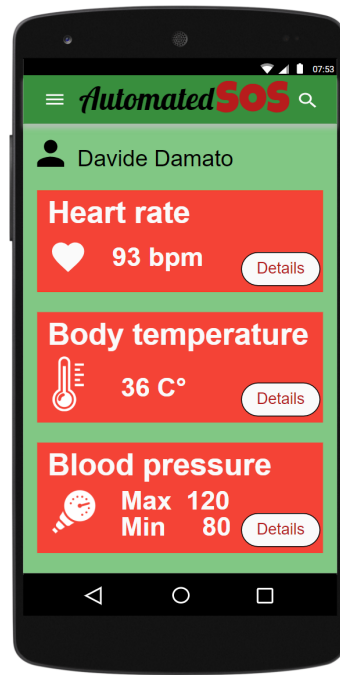 07:53
AutomatedSOS
Davide Damato
Heart rate
93 bpm
Details
Body temperature
36 C°
Details
Blood pressure
Max 120
Min 80
Details